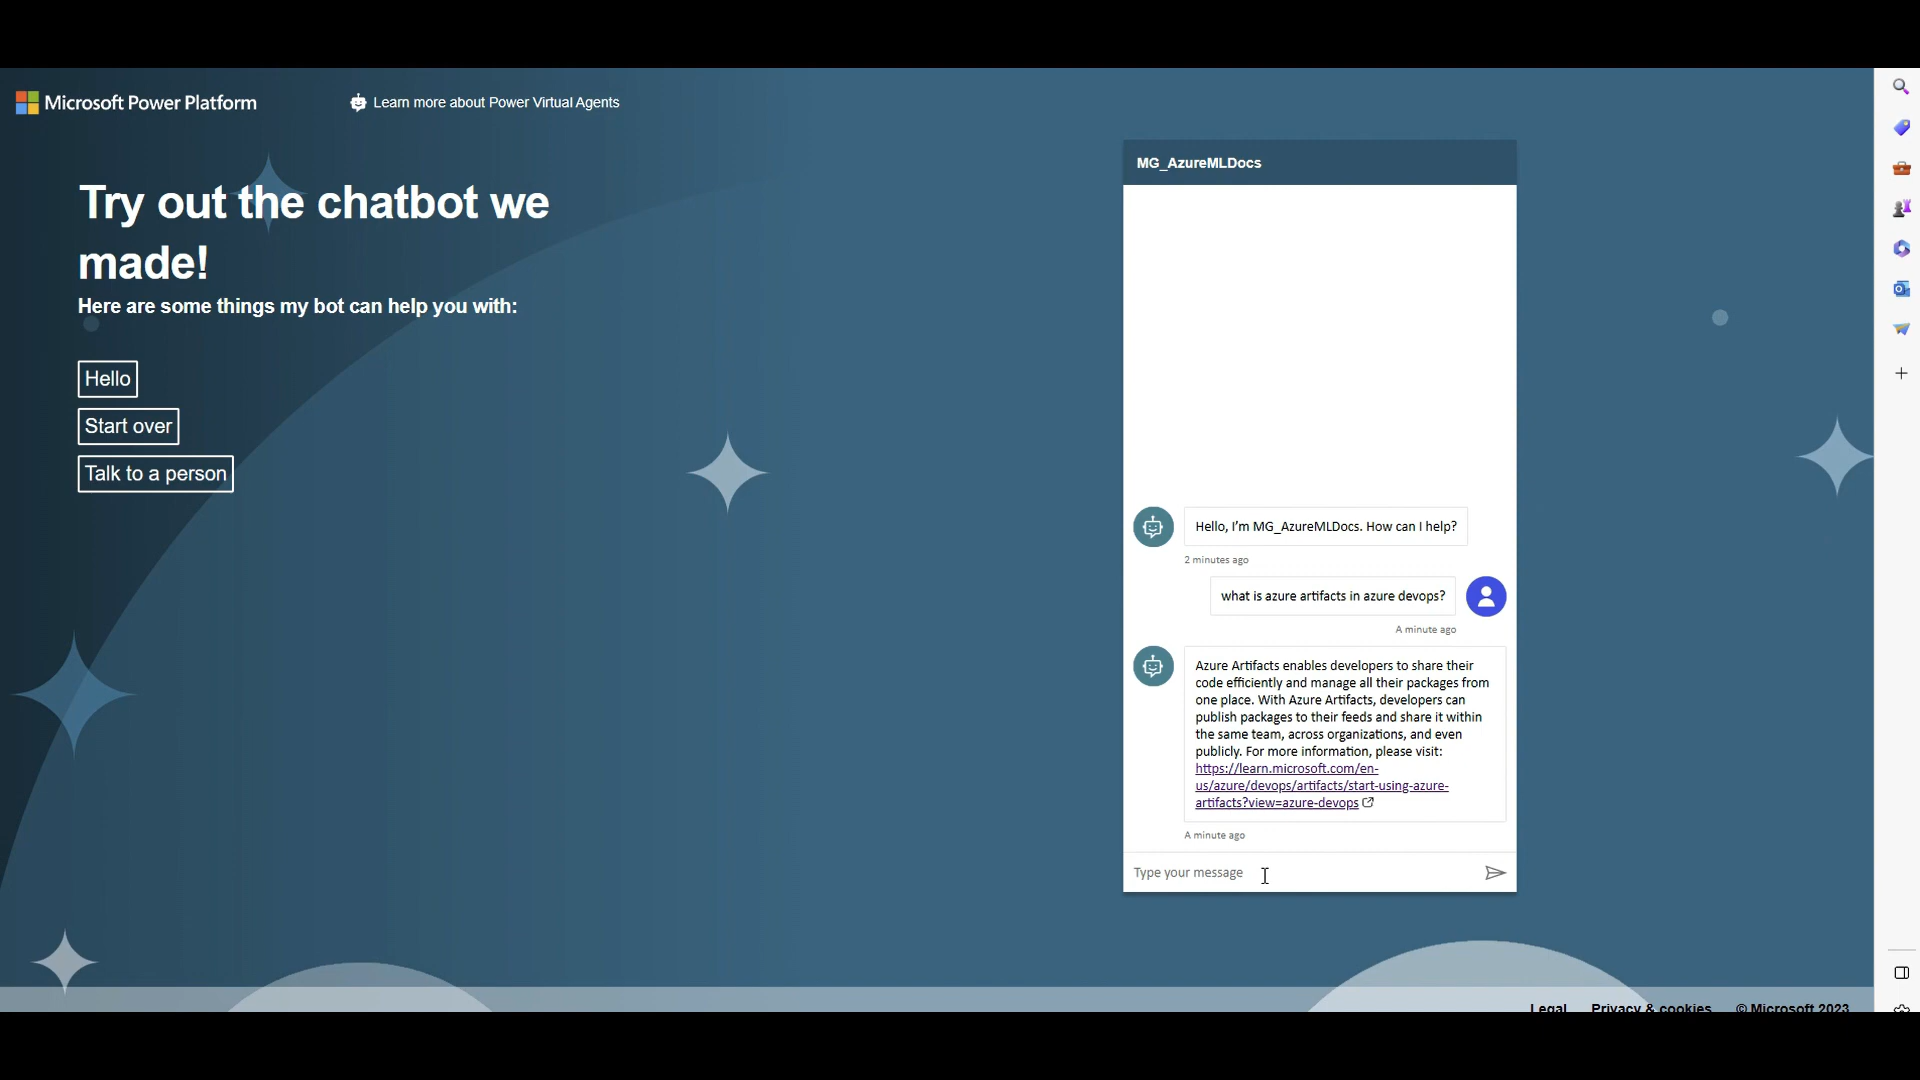 Microsoft Power Platform
Learn more about Power Virtual Agents
Try out the chatbot we
made!
Here are some things my bot can help you with:
Hello
Start over
Talk to a person
MG_AzureMLDocs
Hello, I'm MG_AzureMLDocs. How can I help?
2 minutes ago
what is azure artifacts in azure devops?
A minute ago
Azure Artifacts enables developers to share their
code efficiently and manage all their packages from
one place. With Azure Artifacts, developers can
publish packages to their feeds and share it within
the same team, across organizations, and even
publicly. For more information, please visit:
https://learn.microsoft.com/en-
us/azure/devops/artifacts/start-using-azure-
artifacts?view=azure-devops
A minute ago
Type your message
Legal Privacy & cookies © Microsoft 2023